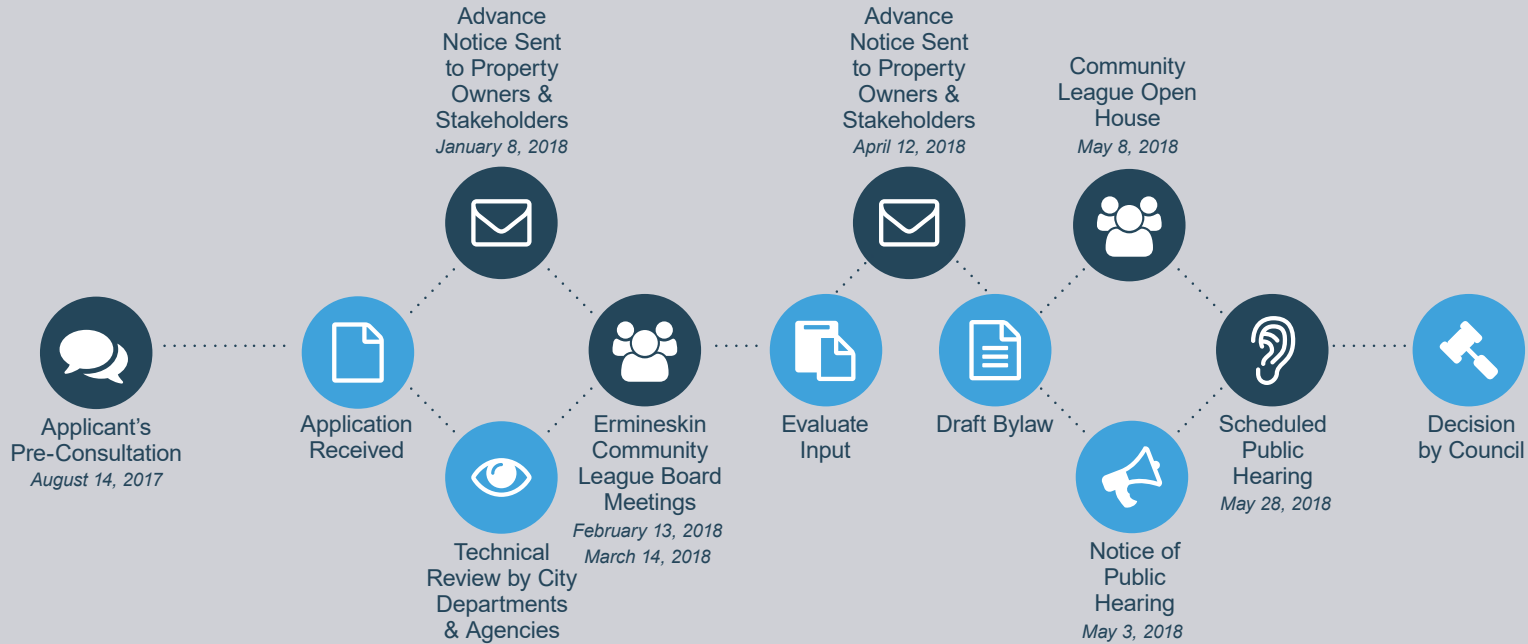 Applicant’s
Pre-Consultation
August 14, 2017
Application
Received
Advance
Notice Sent
to Property
Owners &
Stakeholders
January 8, 2018
Technical
Review by City
Departments
& Agencies
Ermineskin
Community
League Board
Meetings
February 13, 2018
March 14, 2018
Evaluate
Input
Advance
Notice Sent
to Property
Owners &
Stakeholders
April 12, 2018
Draft Bylaw
Community
League Open
House
May 8, 2018
Notice of
Public
Hearing
May 3, 2018
Scheduled
Public
Hearing
May 28, 2018
Decision
by Council